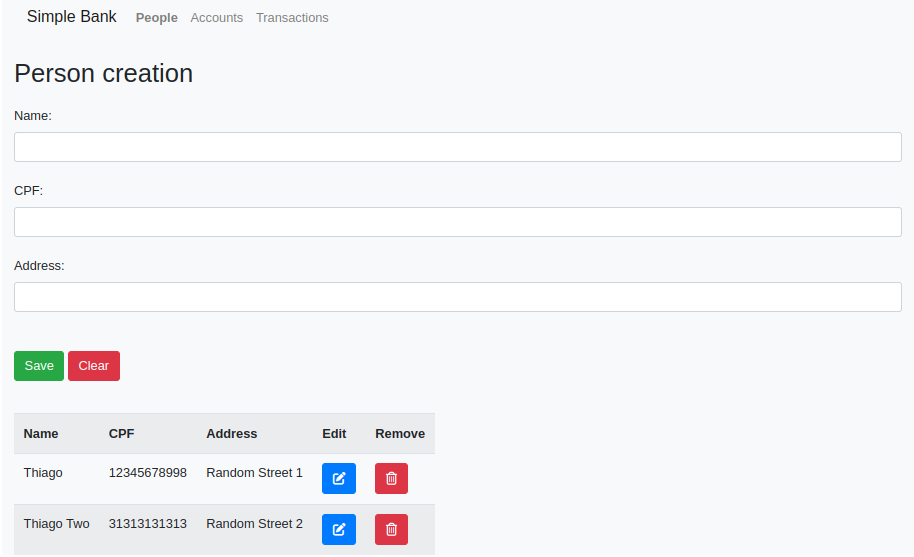 Simple Bank People Accounts Transactions
Person creation
Name:
CPF:
Address:
Save Clear
Name CPF Address Edit Remove
Thiago 12345678998 Random Street 1
Thiago Two 31313131313 Random Street 2